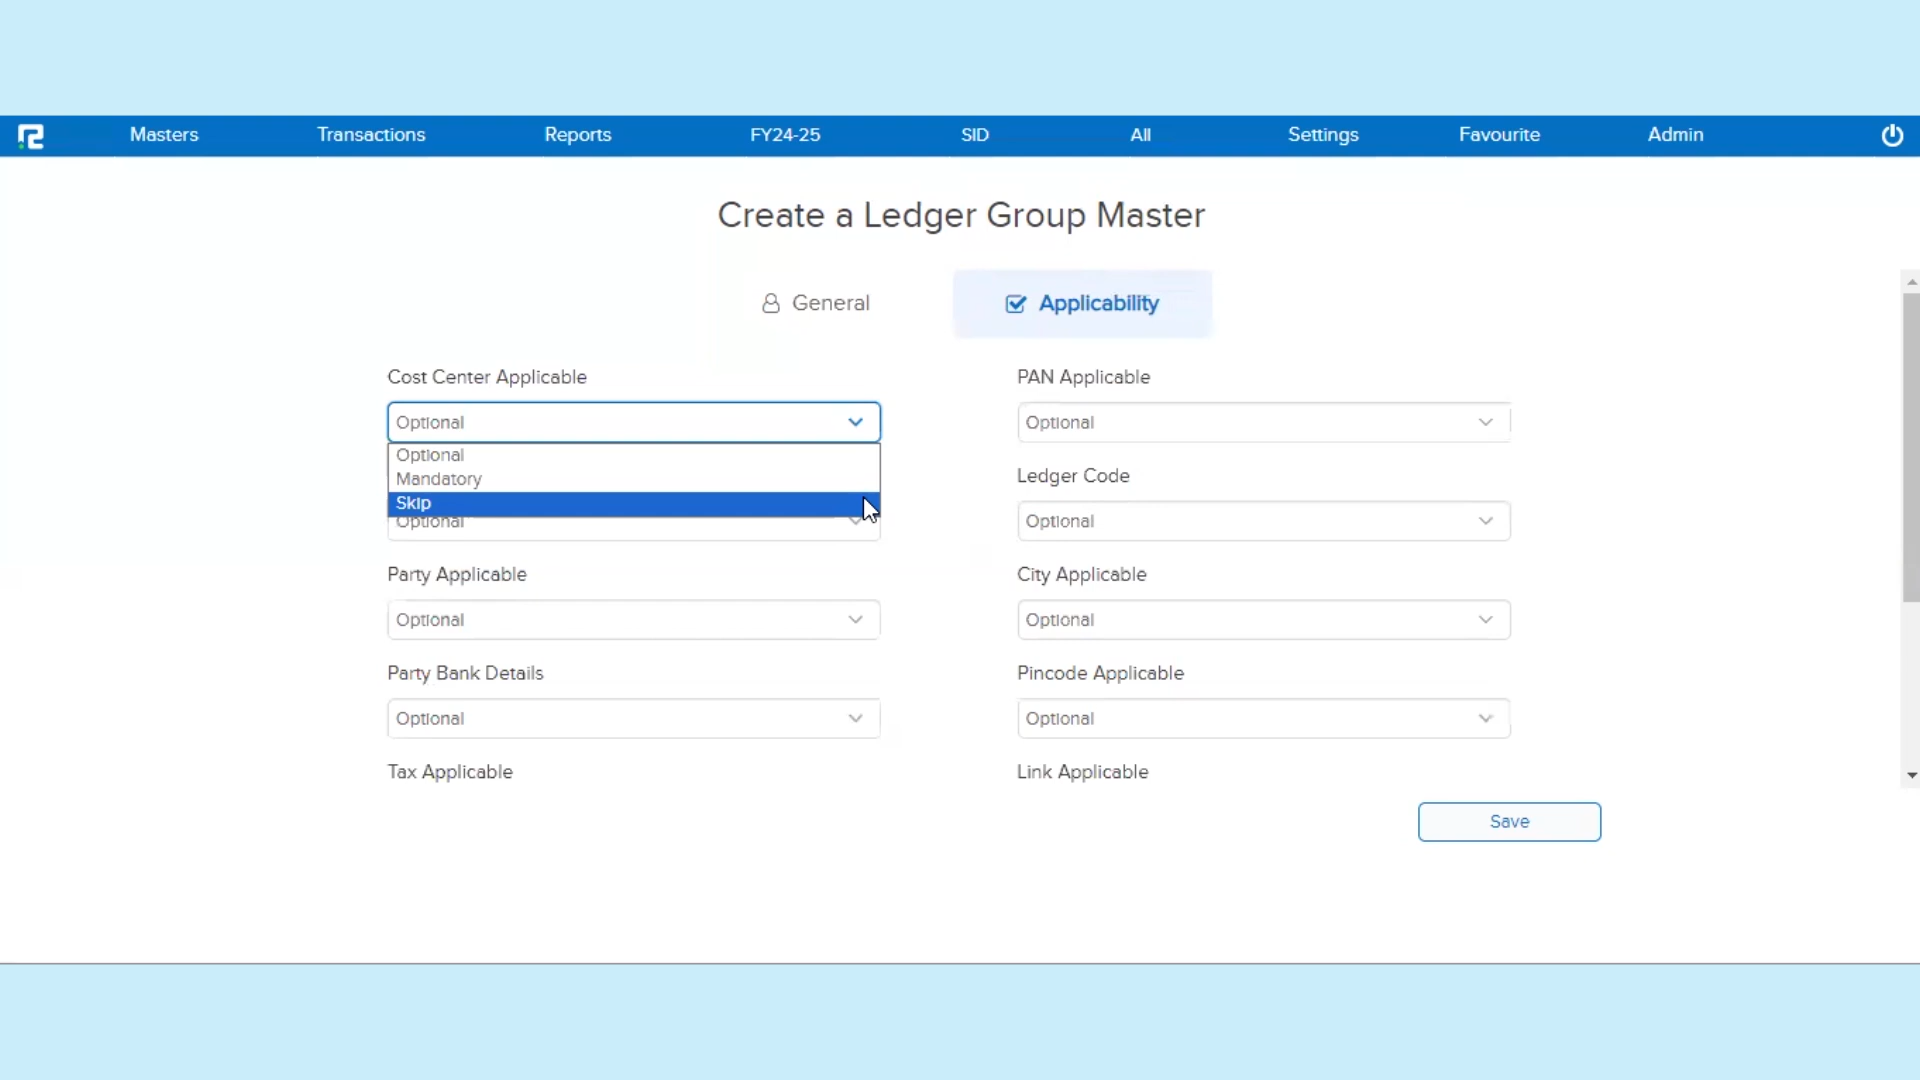 Masters Transactions Reports FY24-25 SID All Settings Favourite Admin
Create a Ledger Group Master
General Applicability
Cost Center Applicable PAN Applicable
Optional Optional
Optional
Mandatory Ledger Code
Skip
Optional Optional
Party Applicable City Applicable
Optional Optional
Party Bank Details Pincode Applicable
Optional Optional
Tax Applicable Link Applicable
Save